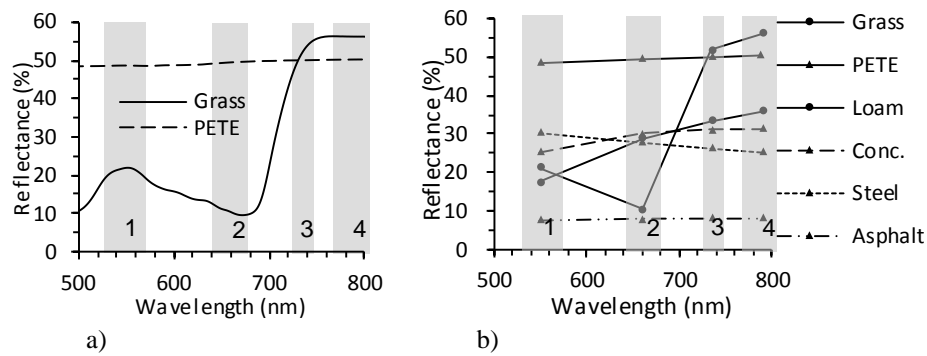 Reflectance (%)
60
50
40
30
20
10
0
Grass
PETE
1
2
3
4
500
600
700
800
Wavelength (nm)
a)
Reflectance (%)
60
50
40
30
20
10
0
1
2
3
4
500
600
700
800
Wavelength (nm)
Grass
PETE
Loam
Conc.
Steel
Asphalt
b)